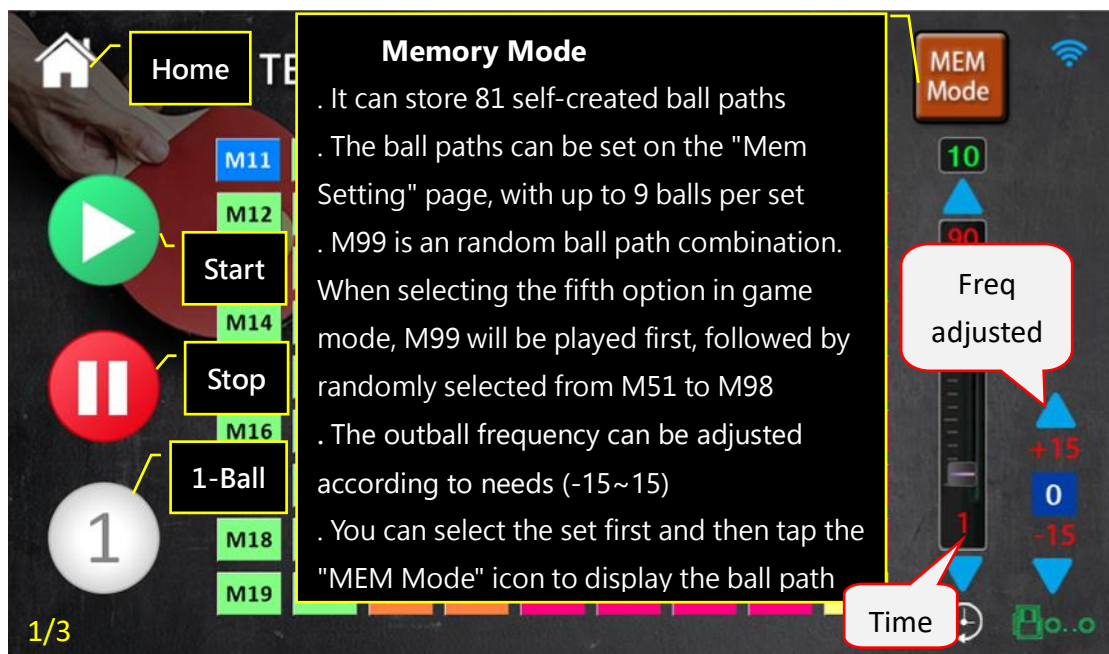 Home
TE
Memory Mode
. It can store 81 self-created ball paths
. The ball paths can be set on the "Mem
Setting" page, with up to 9 balls per set
. M99 is an random ball path combination.
When selecting the fifth option in game
mode, M99 will be played first, followed by
randomly selected from M51 to M98
. The outball frequency can be adjusted
according to needs (-15~15)
. You can select the set first and then tap the
"MEM Mode" icon to display the ball path
MEM
Mode
M11
M12
Start
M14
Stop
M16
1-Ball
1
M18
M19
1/3
10
90
Freq
adjusted
+15
0
-15
1
Time